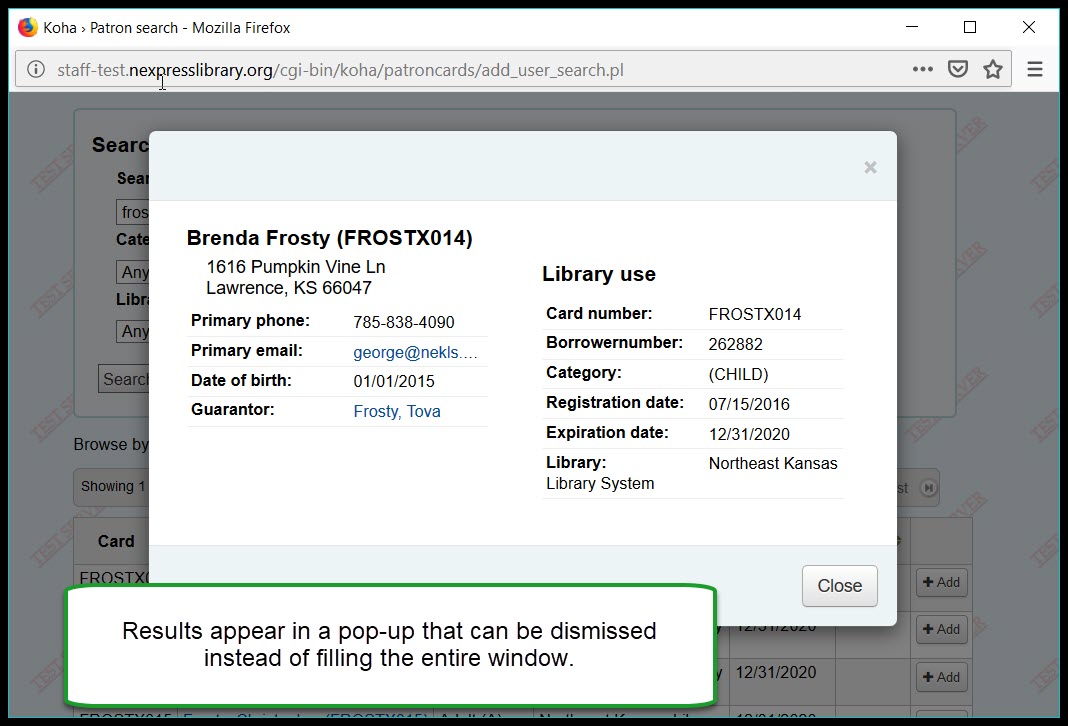 Koha › Patron search - Mozilla Firefox
staff-test.nexpresslibrary.org/cgi-bin/koha/patroncards/add_user_search.pl
TEST SERVER
Searc
Sear
fros
Cate
Any
Libra
Any
Search
Browse by
Showing 1
st
Card
FROSTX0
×
Brenda Frosty (FROSTX014)
1616 Pumpkin Vine Ln
Lawrence, KS 66047
Primary phone: 785-838-4090
Primary email: george@nekls....
Date of birth: 01/01/2015
Guarantor: Frosty, Tova
Library use
Card number: FROSTX014
Borrowernumber: 262882
Category: (CHILD)
Registration date: 07/15/2016
Expiration date: 12/31/2020
Library: Northeast Kansas
Library System
Close
+ Add
12/31/2020 + Add
y 12/31/2020 + Add
Results appear in a pop-up that can be dismissed
instead of filling the entire window.